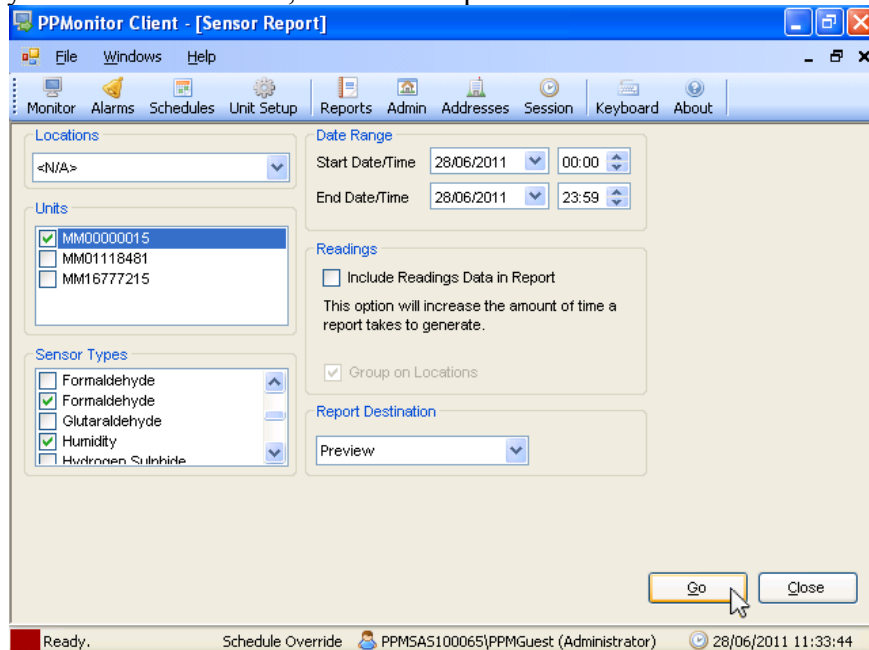 PPMonitor Client - [Sensor Report]
File Windows Help
Monitor Alarms Schedules Unit Setup Reports Admin Addresses Session Keyboard About
Locations
<N/A>
Units
MM00000015
MM01118481
MM16777215
Sensor Types
Formaldehyde
Formaldehyde
Glutaraldehyde
Humidity
Hydrogen Sulphide
Date Range
Start Date/Time 28/06/2011 00:00
End Date/Time 28/06/2011 23:59
Readings
Include Readings Data in Report
This option will increase the amount of time a
report takes to generate.
Group on Locations
Report Destination
Preview
Go Close
Ready. Schedule Override PPMSAS100065\PPMGuest (Administrator) 28/06/2011 11:33:44